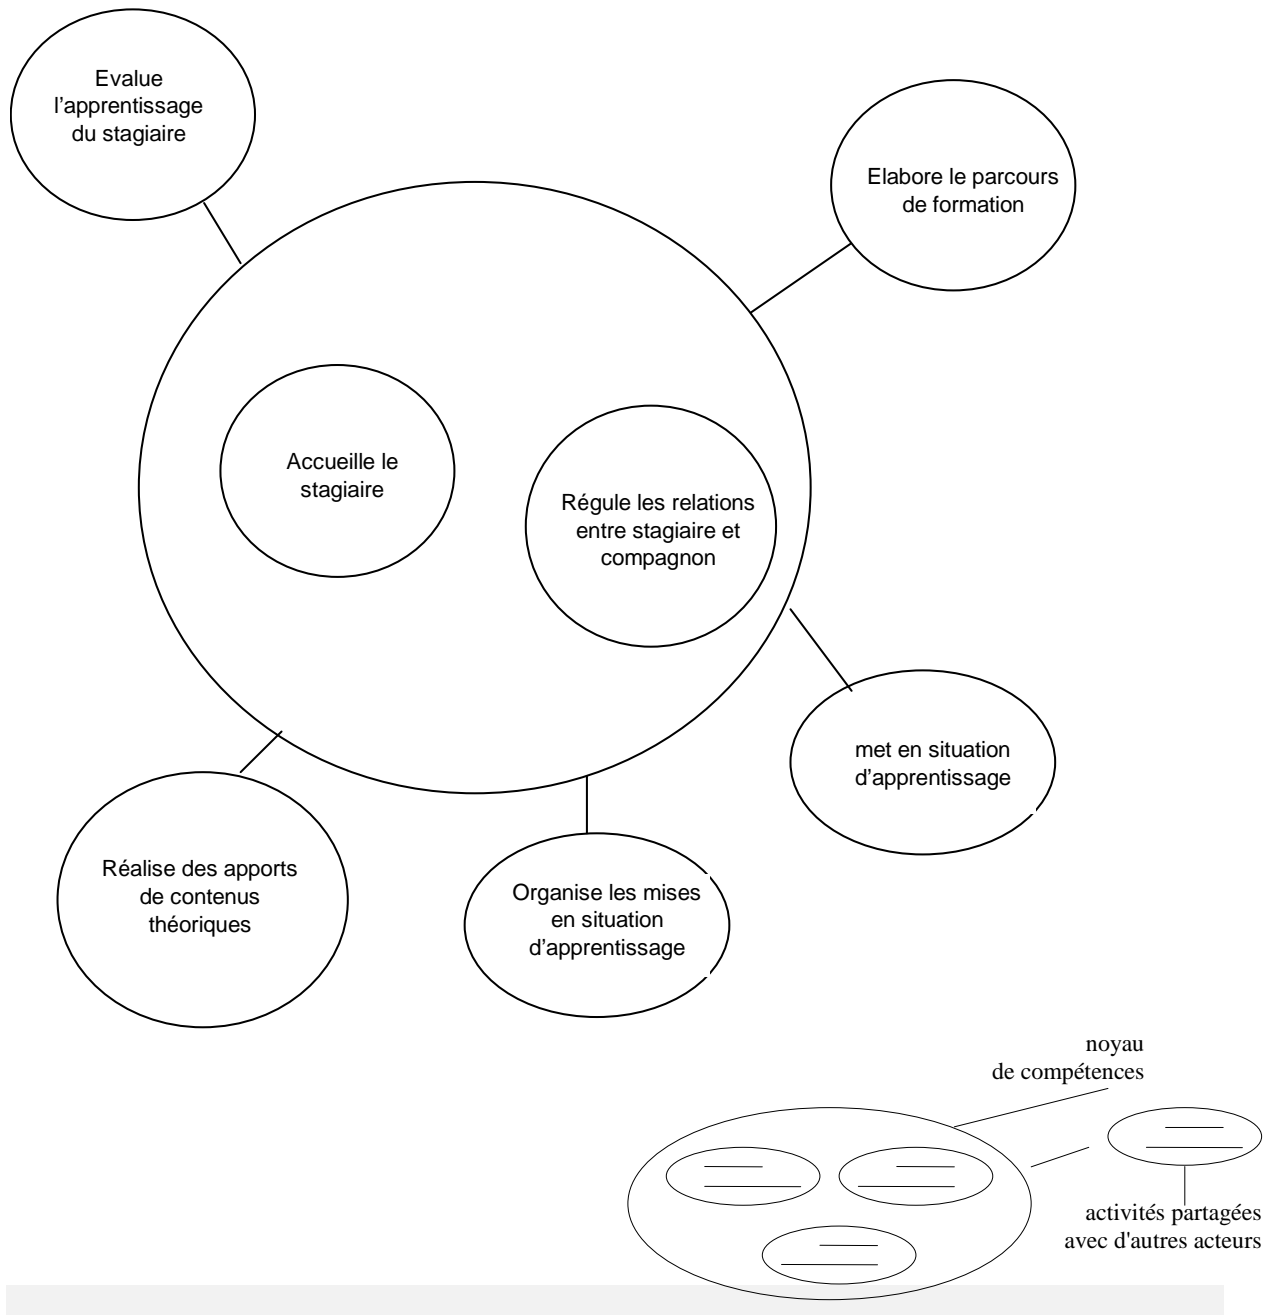 Evalue
l’apprentissage
du stagiaire
Elabore le parcours
de formation
Accueille le
stagiaire
Régule les relations
entre stagiaire et
compagnon
met en situation
d’apprentissage
Réalise des apports
de contenus
théoriques
Organise les mises
en situation
d’apprentissage
noyau
de compétences
activités partagées
avec d'autres acteurs